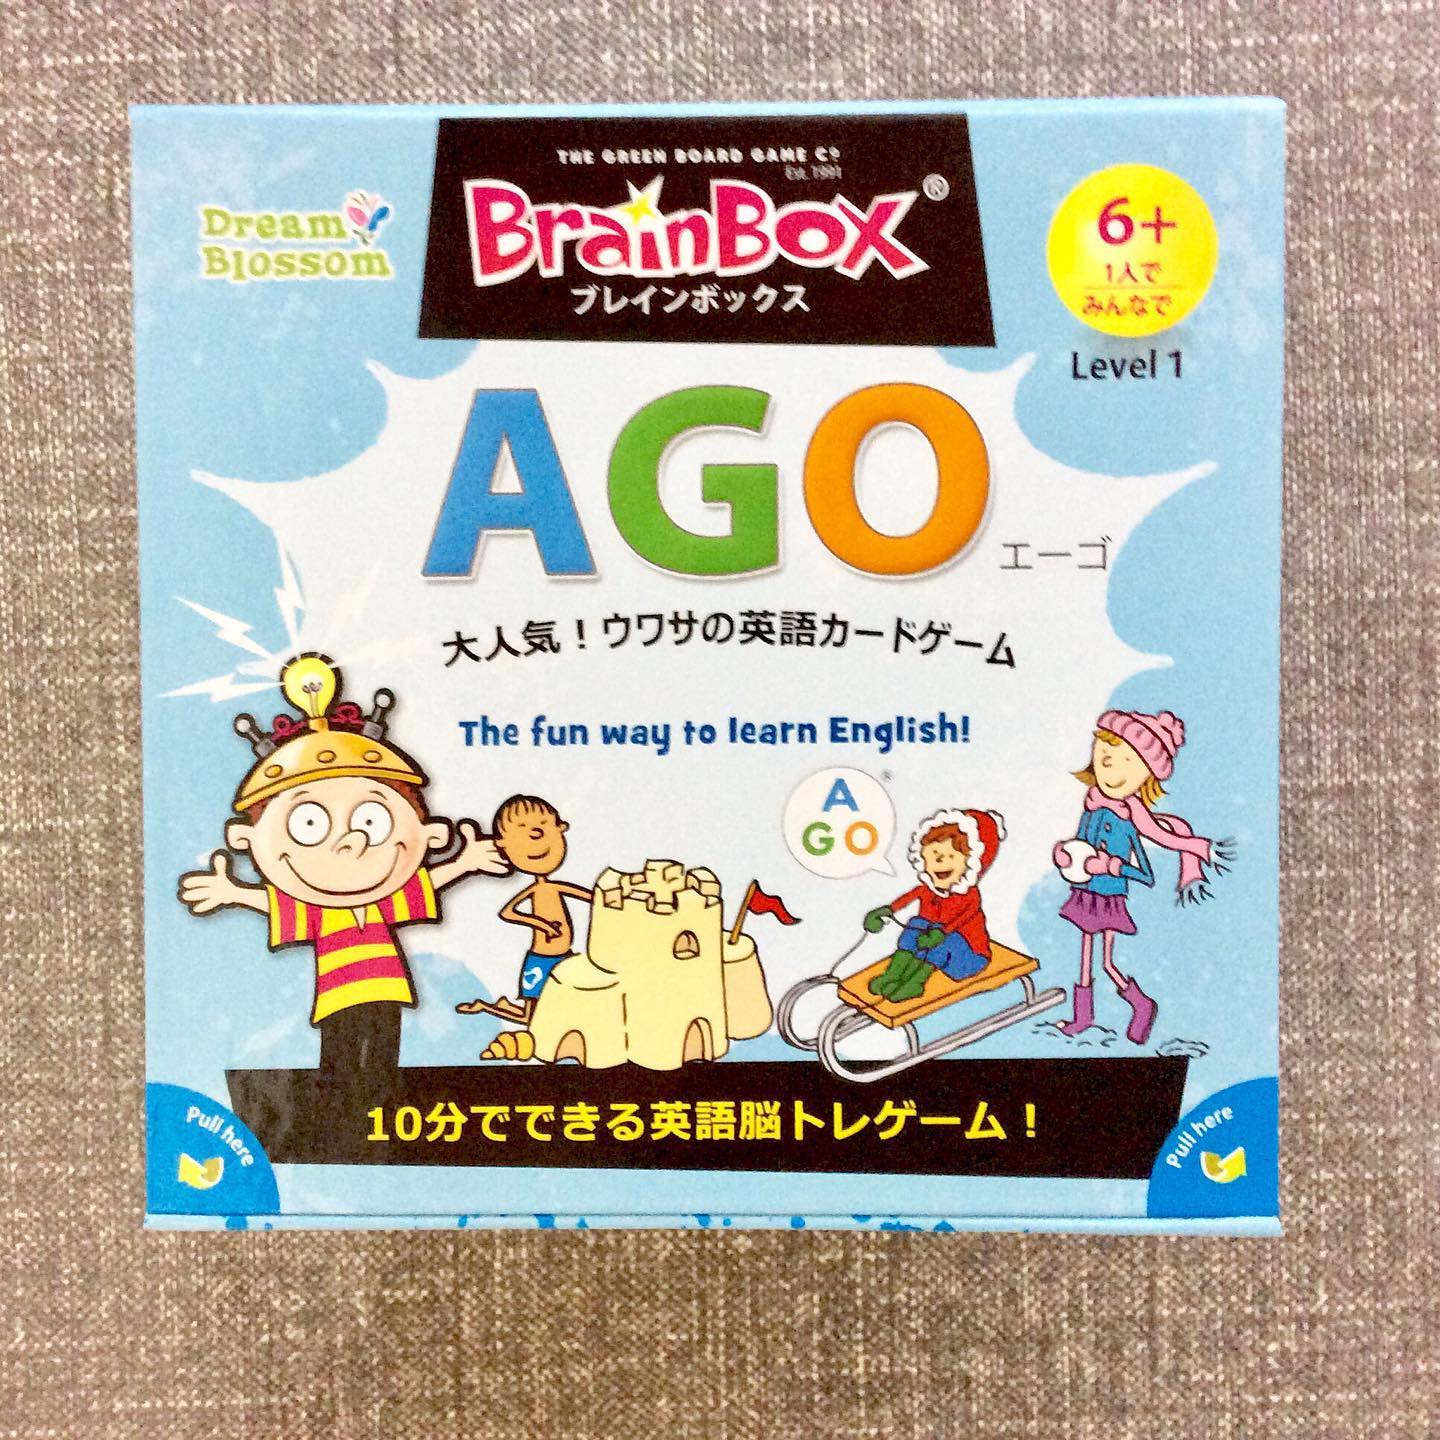 THE GREEN BOARD GAME Cº
Est. 1991
Dream
Blossom
BrainBox®
ブレインボックス
6+
1人で
みんなで
Level 1
AGO
エーゴ
大人気！ウワサの英語カードゲーム
The fun way to learn English!
A
GO
®
10分でできる英語脳トレゲーム！
Pull here
Pull here